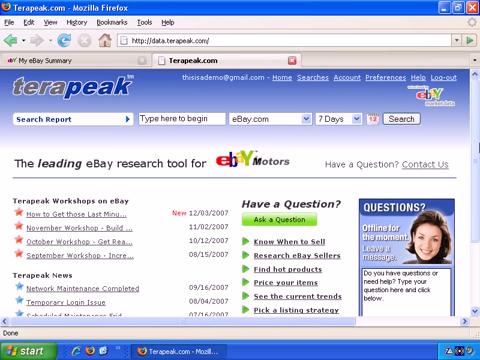 Terapeak.com - Mozilla Firefox
File Edit View History Bookmarks Tools Help
http://data.terapeak.com/
My eBay Summary Terapeak.com
terapeak™ thisisademo@gmail.com - Home Searches Account Preferences Help Log-out
ebay
market data
Search Report Type here to begin eBay.com 7 Days 12 Search
The leading eBay research tool for ebay Motors Have a Question? Contact Us
Terapeak Workshops on eBay
How to Get those Last Minu... New 12/03/2007
November Workshop - Build ... 11/02/2007
October Workshop - Get Rea... 10/12/2007
September Workshop - Incre... 08/15/2007
Terapeak News
Network Maintenance Completed 09/16/2007
Temporary Login Issue 08/04/2007
Have a Question?
Ask a Question
Know When to Sell
Research eBay Sellers
Find hot products
Price your items
See the current trends
Pick a listing strategy
QUESTIONS?
Offline for
the moment.
Leave a
message.
Do you have questions or
need help? Type your
question here and click
below.
Done
start Terapeak.com - Mozill...